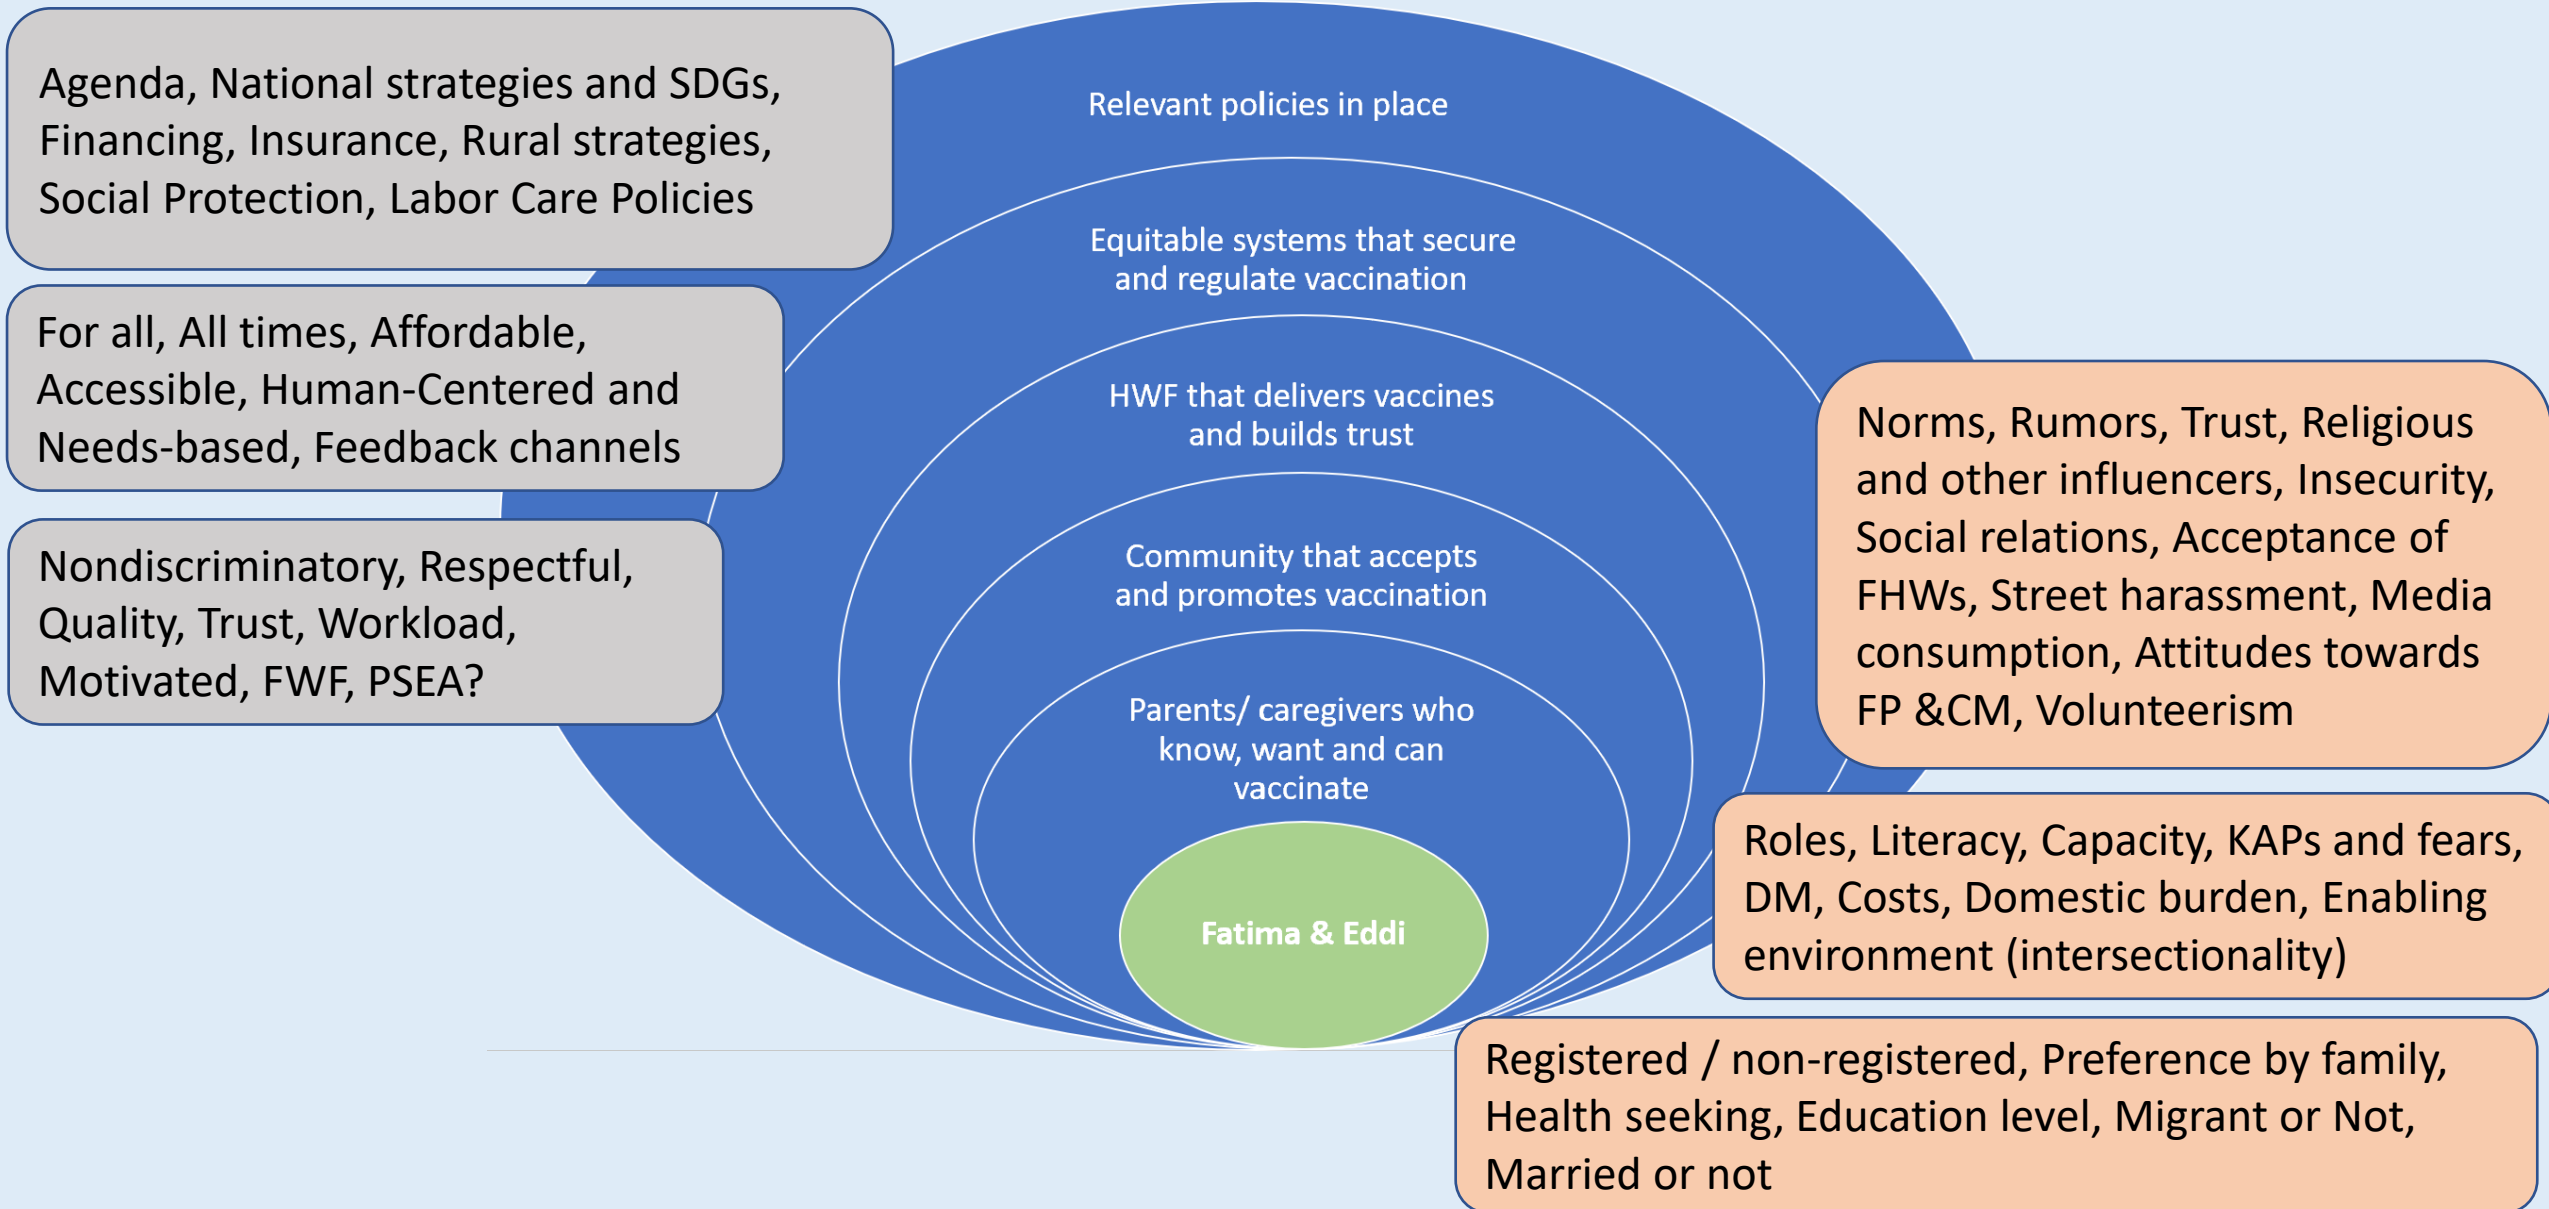 Agenda, National strategies and SDGs,
Financing, Insurance, Rural strategies,
Social Protection, Labor Care Policies
For all, All times, Affordable,
Accessible, Human-Centered and
Needs-based, Feedback channels
Nondiscriminatory, Respectful,
Quality, Trust, Workload,
Motivated, FWF, PSEA?
Relevant policies in place
Equitable systems that secure
and regulate vaccination
HWF that delivers vaccines
and builds trust
Community that accepts
and promotes vaccination
Parents/ caregivers who
know, want and can
vaccinate
Fatima & Eddi
Norms, Rumors, Trust, Religious
and other influencers, Insecurity,
Social relations, Acceptance of
FHWs, Street harassment, Media
consumption, Attitudes towards
FP &CM, Volunteerism
Roles, Literacy, Capacity, KAPs and fears,
DM, Costs, Domestic burden, Enabling
environment (intersectionality)
Registered / non-registered, Preference by family,
Health seeking, Education level, Migrant or Not,
Married or not